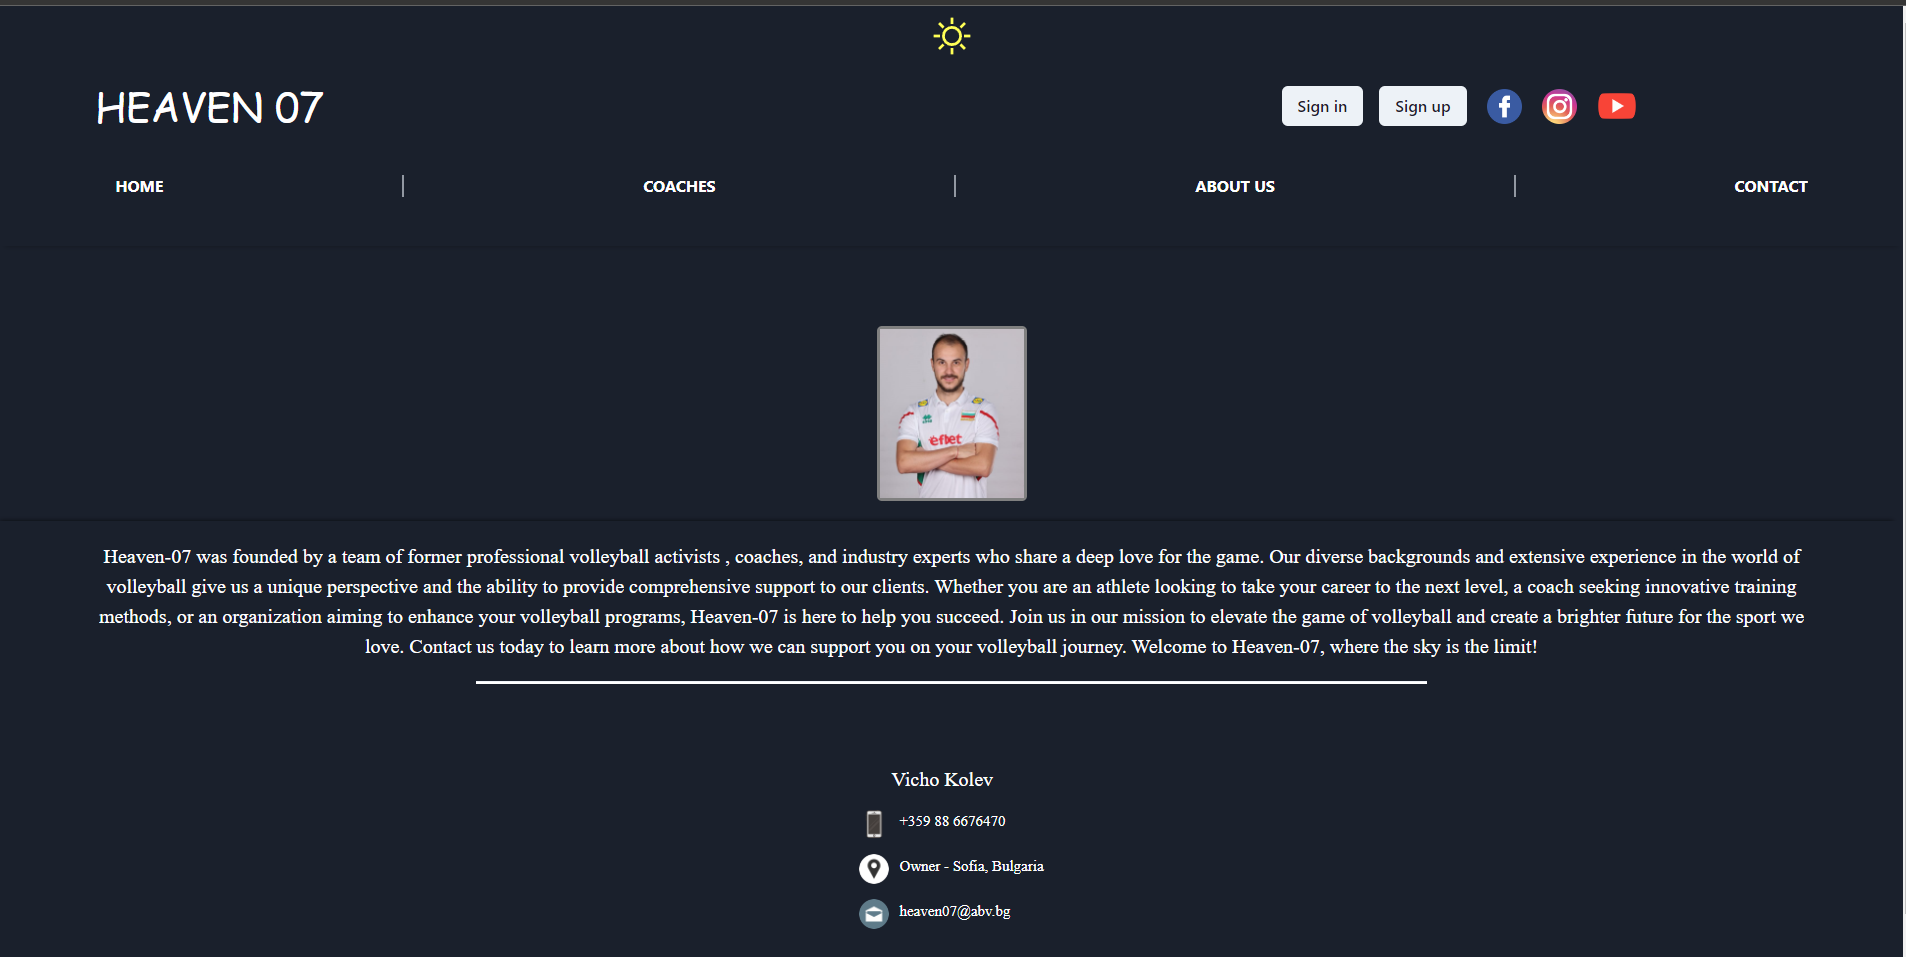 HEAVEN 07
Sign in
Sign up
HOME
COACHES
ABOUT US
CONTACT
efbet
Heaven-07 was founded by a team of former professional volleyball activists , coaches, and industry experts who share a deep love for the game. Our diverse backgrounds and extensive experience in the world of
volleyball give us a unique perspective and the ability to provide comprehensive support to our clients. Whether you are an athlete looking to take your career to the next level, a coach seeking innovative training
methods, or an organization aiming to enhance your volleyball programs, Heaven-07 is here to help you succeed. Join us in our mission to elevate the game of volleyball and create a brighter future for the sport we
love. Contact us today to learn more about how we can support you on your volleyball journey. Welcome to Heaven-07, where the sky is the limit!
Vicho Kolev
+359 88 6676470
Owner - Sofia, Bulgaria
heaven07@abv.bg